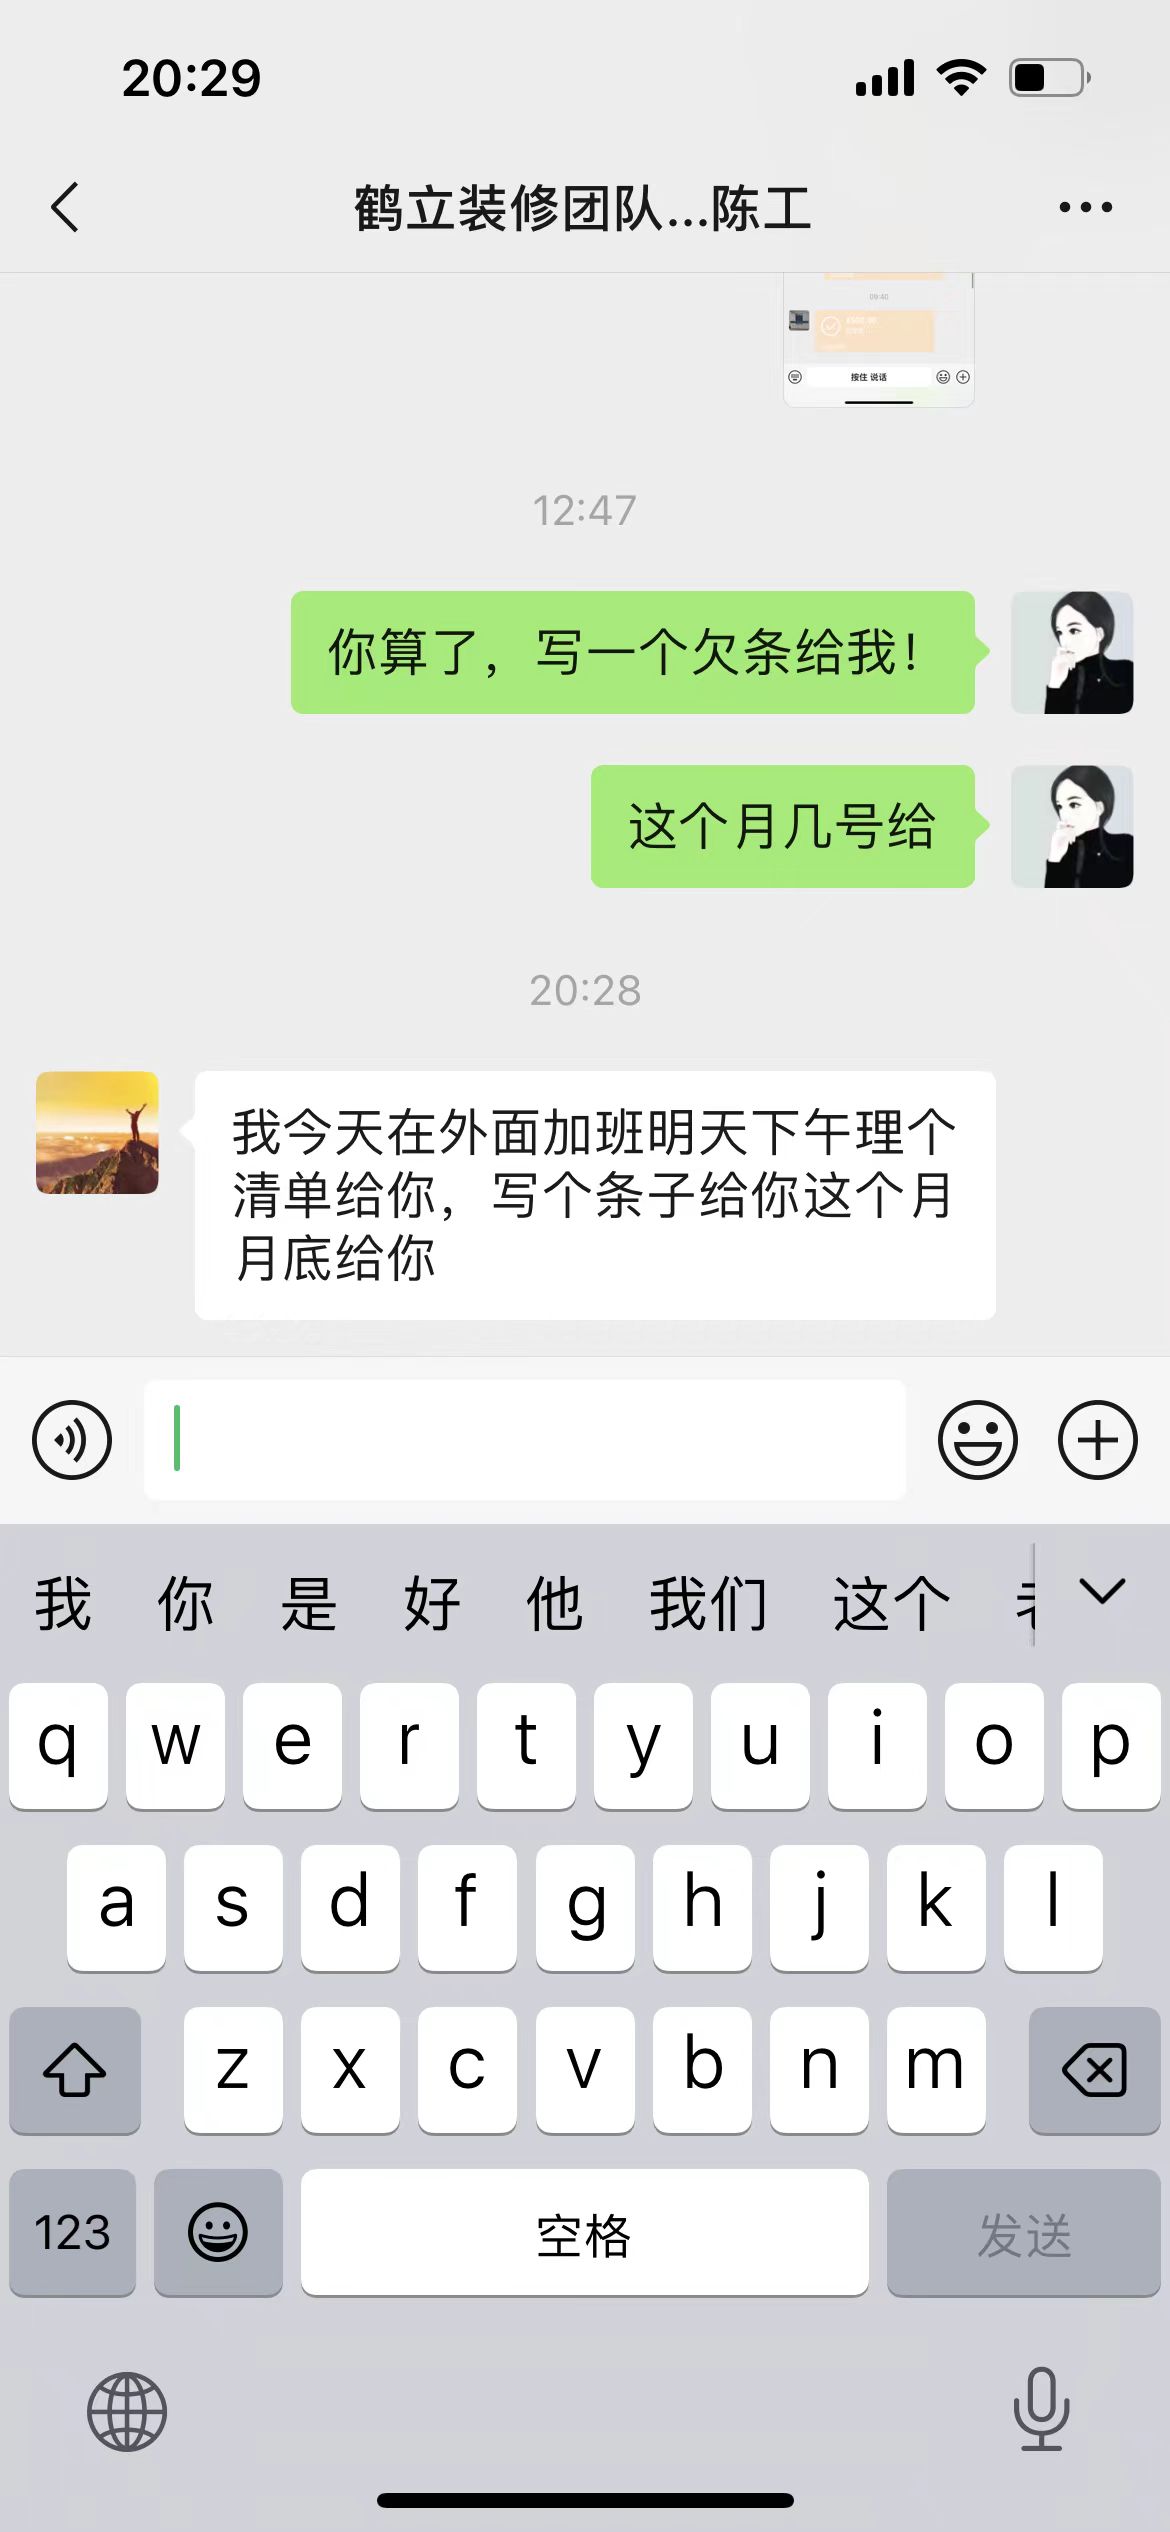 20:29
鹤立装修团队...陈工
09:40
按住 说话
12:47
你算了，写一个欠条给我！
这个月几号给
20:28
我今天在外面加班明天下午理个
清单给你，写个条子给你这个月
月底给你
我 你 是 好 他 我们 这个
q w e r t y u i o p
a s d f g h j k l
z x c v b n m
123 空格 发送